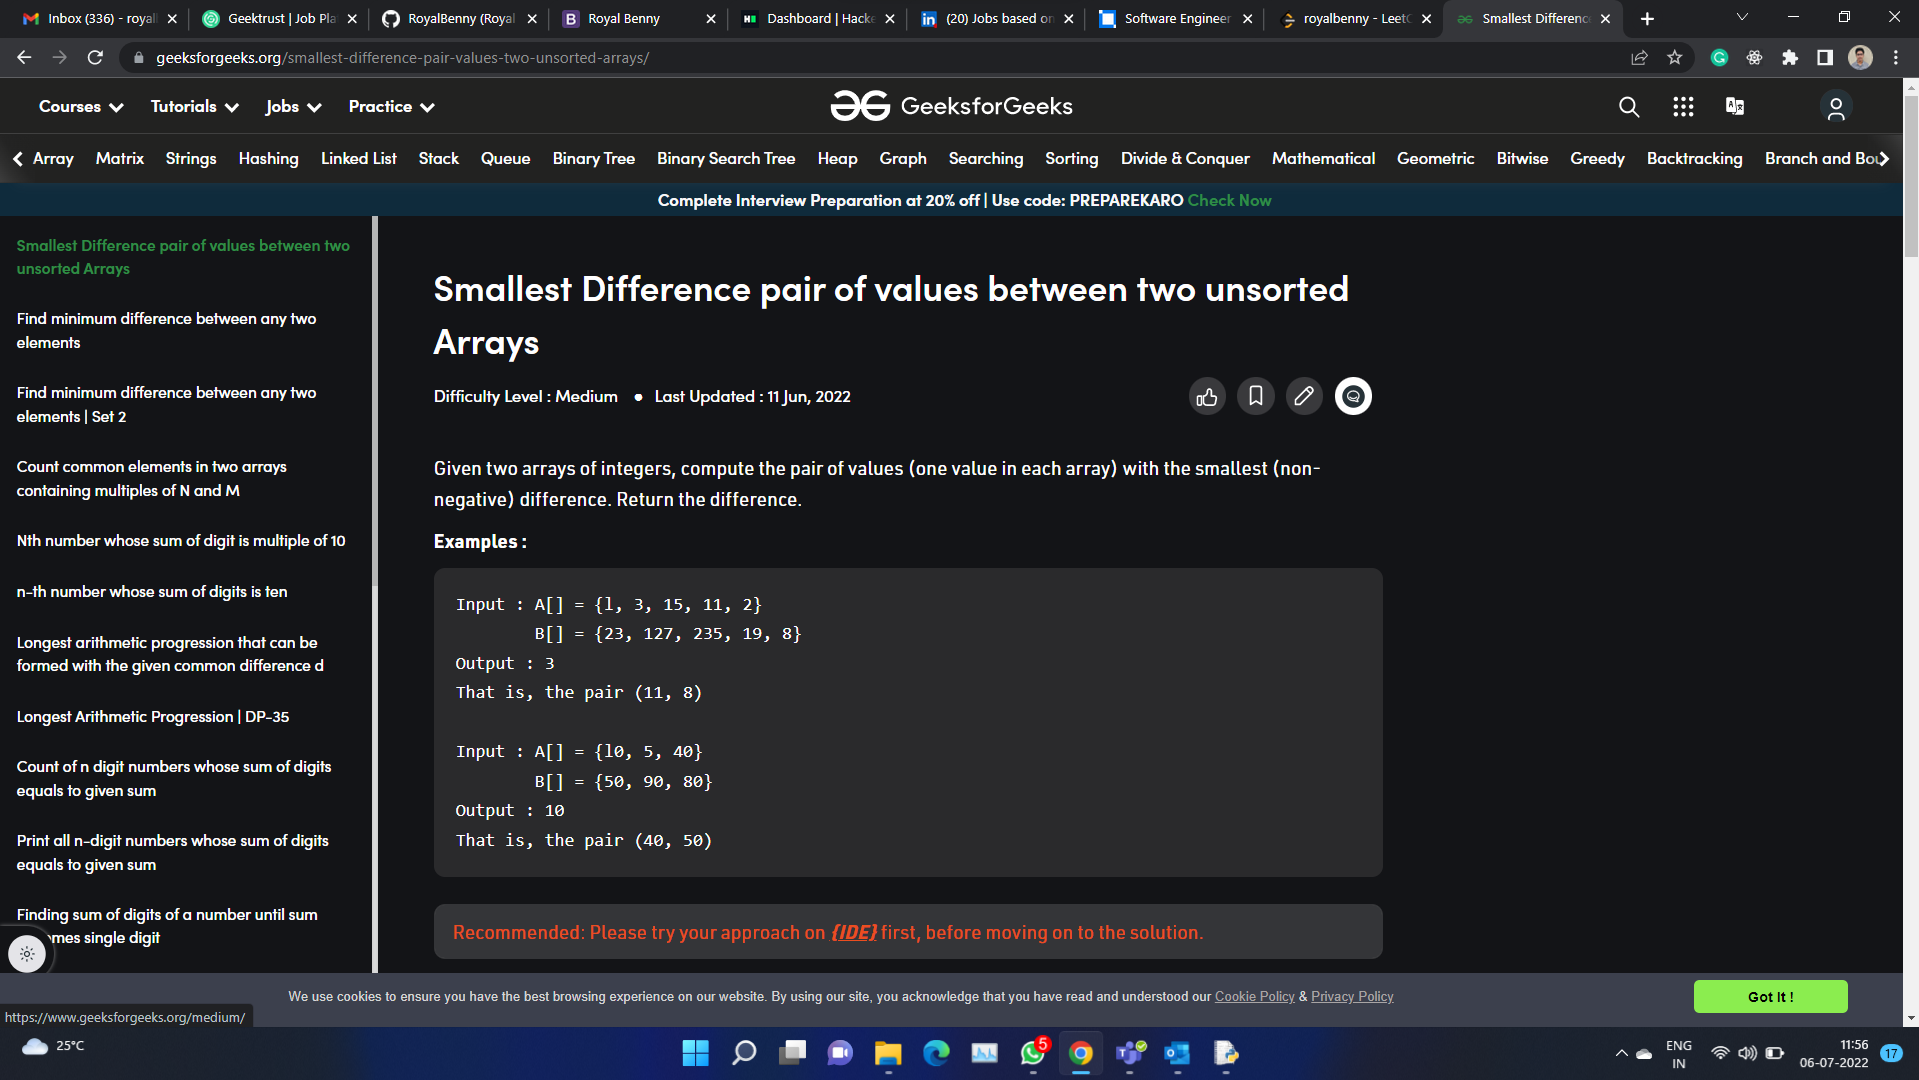 Inbox (336) - royall
Geektrust | Job Pla
RoyalBenny (Royal
B Royal Benny
Dashboard | Hacke
(20) Jobs based on
Software Engineer
royalbenny - LeetC
Smallest Difference
geeksforgeeks.org/smallest-difference-pair-values-two-unsorted-arrays/
Courses
Tutorials
Jobs
Practice
GeeksforGeeks
Array
Matrix
Strings
Hashing
Linked List
Stack
Queue
Binary Tree
Binary Search Tree
Heap
Graph
Searching
Sorting
Divide & Conquer
Mathematical
Geometric
Bitwise
Greedy
Backtracking
Branch and Bou
Complete Interview Preparation at 20% off | Use code: PREPAREKARO Check Now
Smallest Difference pair of values between two
unsorted Arrays
Find minimum difference between any two
elements
Find minimum difference between any two
elements | Set 2
Count common elements in two arrays
containing multiples of N and M
Nth number whose sum of digit is multiple of 10
n-th number whose sum of digits is ten
Longest arithmetic progression that can be
formed with the given common difference d
Longest Arithmetic Progression | DP-35
Count of n digit numbers whose sum of digits
equals to given sum
Print all n-digit numbers whose sum of digits
equals to given sum
Finding sum of digits of a number until sum
omes single digit
Smallest Difference pair of values between two unsorted
Arrays
Difficulty Level : Medium
Last Updated : 11 Jun, 2022
Given two arrays of integers, compute the pair of values (one value in each array) with the smallest (non-
negative) difference. Return the difference.
Examples :
Input : A[] = {l, 3, 15, 11, 2}
B[] = {23, 127, 235, 19, 8}
Output : 3
That is, the pair (11, 8)
Input : A[] = {l0, 5, 40}
B[] = {50, 90, 80}
Output : 10
That is, the pair (40, 50)
Recommended: Please try your approach on {IDE} first, before moving on to the solution.
We use cookies to ensure you have the best browsing experience on our website. By using our site, you acknowledge that you have read and understood our Cookie Policy & Privacy Policy
Got It !
https://www.geeksforgeeks.org/medium/
25°C
5
ENG
IN
11:56
06-07-2022
17